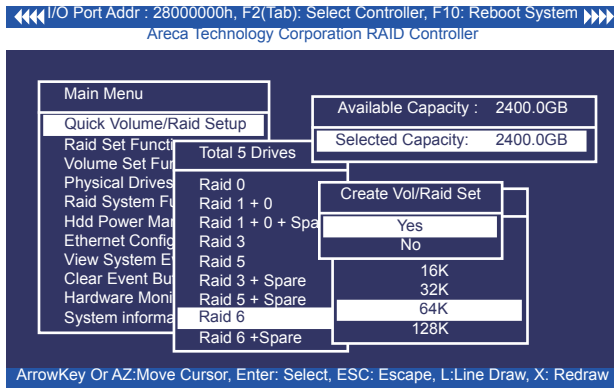 I/O Port Addr : 28000000h, F2(Tab): Select Controller, F10: Reboot System
Areca Technology Corporation RAID Controller
Main Menu
Quick Volume/Raid Setup
Raid Set Functi
Volume Set Fun
Physical Drives
Raid System Fu
Hdd Power Man
Ethernet Config
View System E
Clear Event Bu
Hardware Moni
System informa
Total 5 Drives
Raid 0
Raid 1 + 0
Raid 1 + 0 + Spa
Raid 3
Raid 5
Raid 3 + Spare
Raid 5 + Spare
Raid 6
Raid 6 +Spare
Available Capacity : 2400.0GB
Selected Capacity: 2400.0GB
Create Vol/Raid Set
Yes
No
16K
32K
64K
128K
ArrowKey Or AZ:Move Cursor, Enter: Select, ESC: Escape, L:Line Draw, X: Redraw